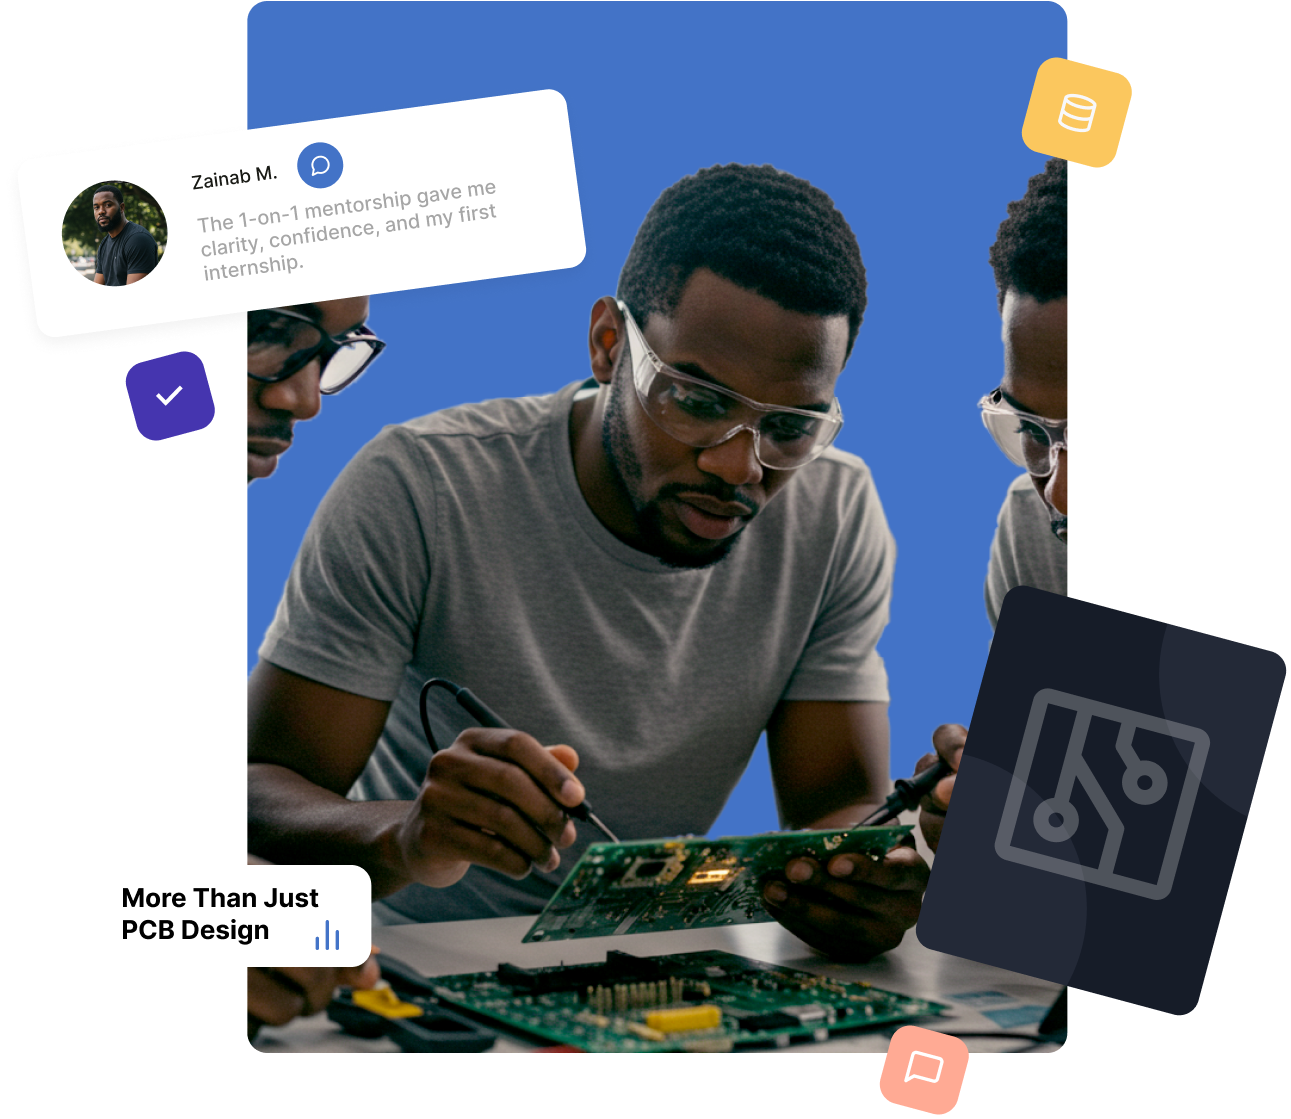 Zainab M.
The 1-on-1 mentorship gave me
clarity, confidence, and my first
internship.
More Than Just
PCB Design